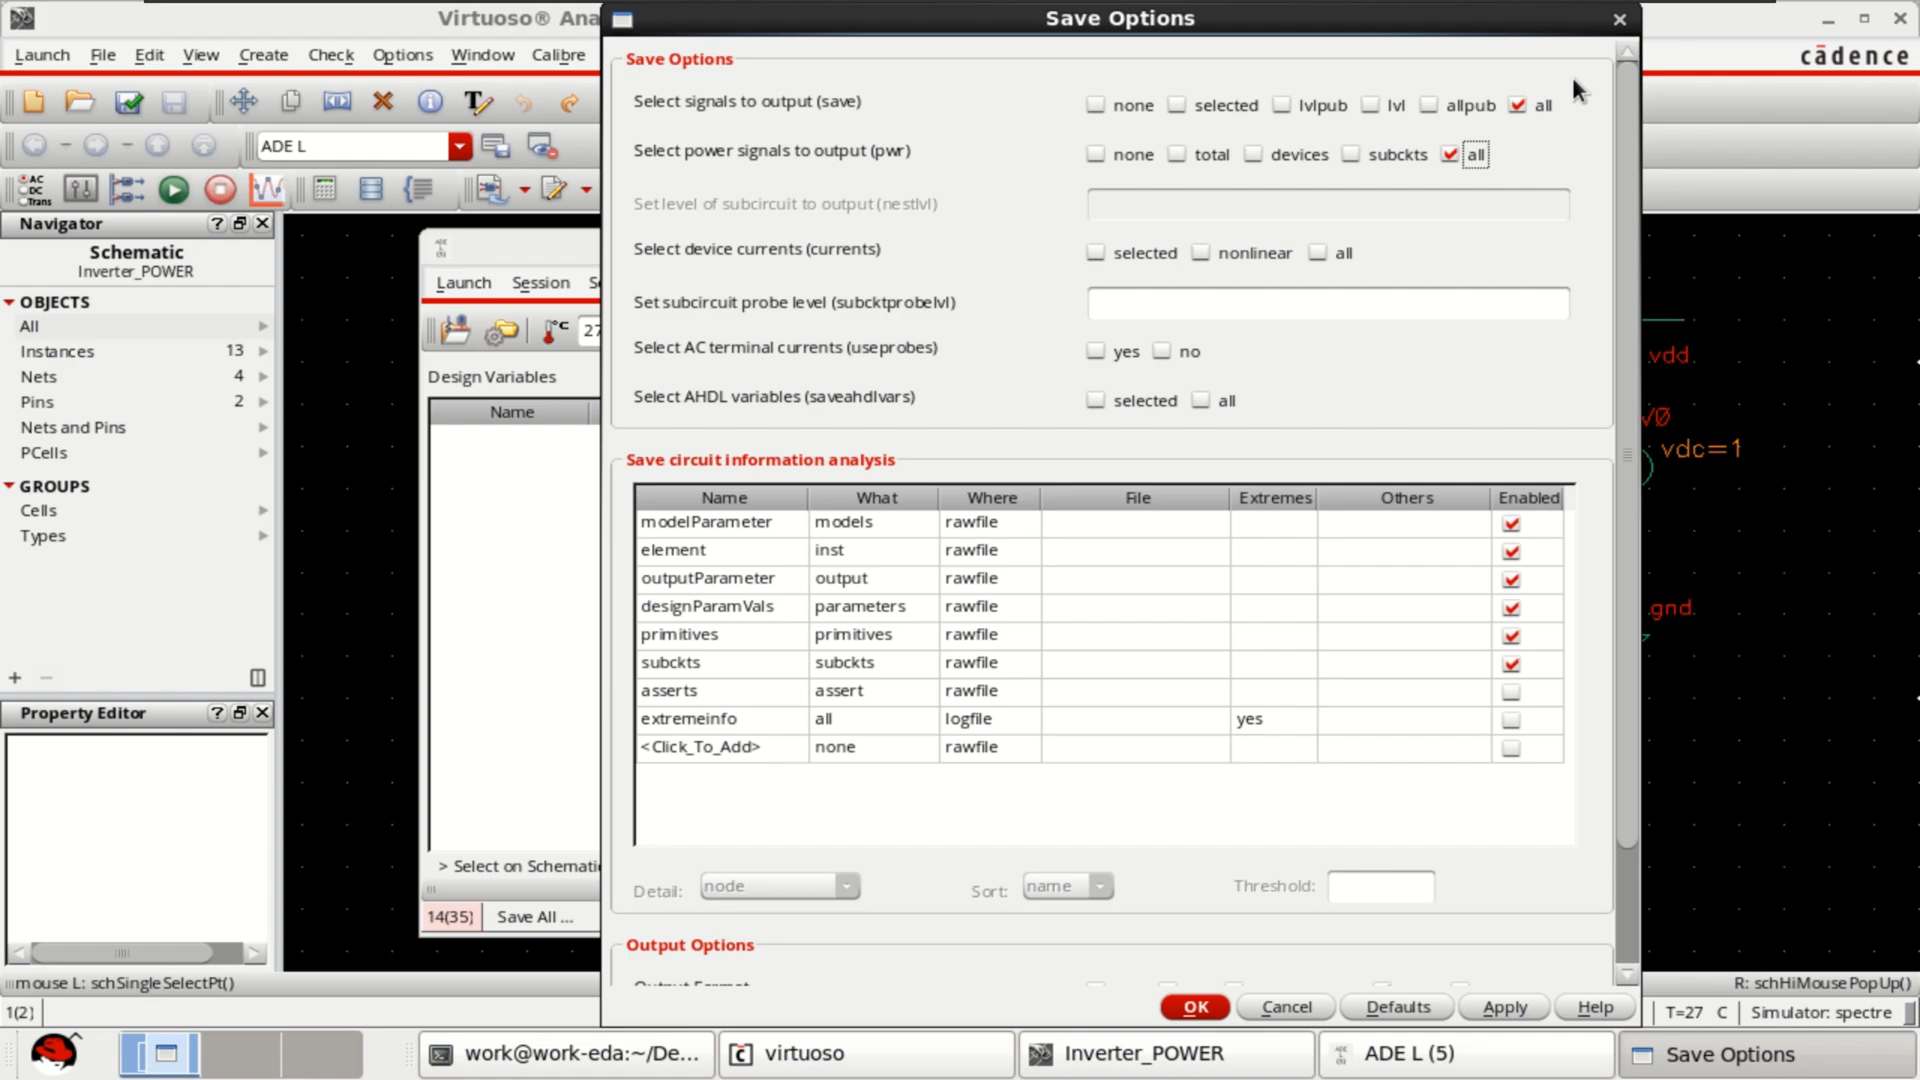 Virtuoso® Ana
Save Options
Launch File Edit View Create Check Options Window Calibre
cādence
Save Options
Select signals to output (save) none selected lvlpub lvl allpub all
ADE L
Select power signals to output (pwr) none total devices subckts all
AC
DC
Trans
Set level of subcircuit to output (nestlvl)
Navigator
Schematic
Inverter_POWER
Select device currents (currents) selected nonlinear all
Launch Session S
OBJECTS
All
Instances 13
Nets 4
Pins 2
Nets and Pins
PCells
GROUPS
Cells
Types
°C 27
Design Variables
Name
Set subcircuit probe level (subcktprobelvl)
Select AC terminal currents (useprobes) yes no
Select AHDL variables (saveahdlvars) selected all
vdd
V0
vdc=1
gnd
Save circuit information analysis
Name What Where File Extremes Others Enabled
modelParameter models rawfile
element inst rawfile
outputParameter output rawfile
designParamVals parameters rawfile
primitives primitives rawfile
subckts subckts rawfile
asserts assert rawfile
extremeinfo all logfile yes
<Click_To_Add> none rawfile
Property Editor
> Select on Schemati
Detail: node Sort: name Threshold:
14(35) Save All ...
Output Options
mouse L: schSingleSelectPt()
R: schHiMousePopUp()
OK Cancel Defaults Apply Help
1(2)
T=27 C Simulator: spectre
work@work-eda:~/De... virtuoso Inverter_POWER ADE L (5) Save Options